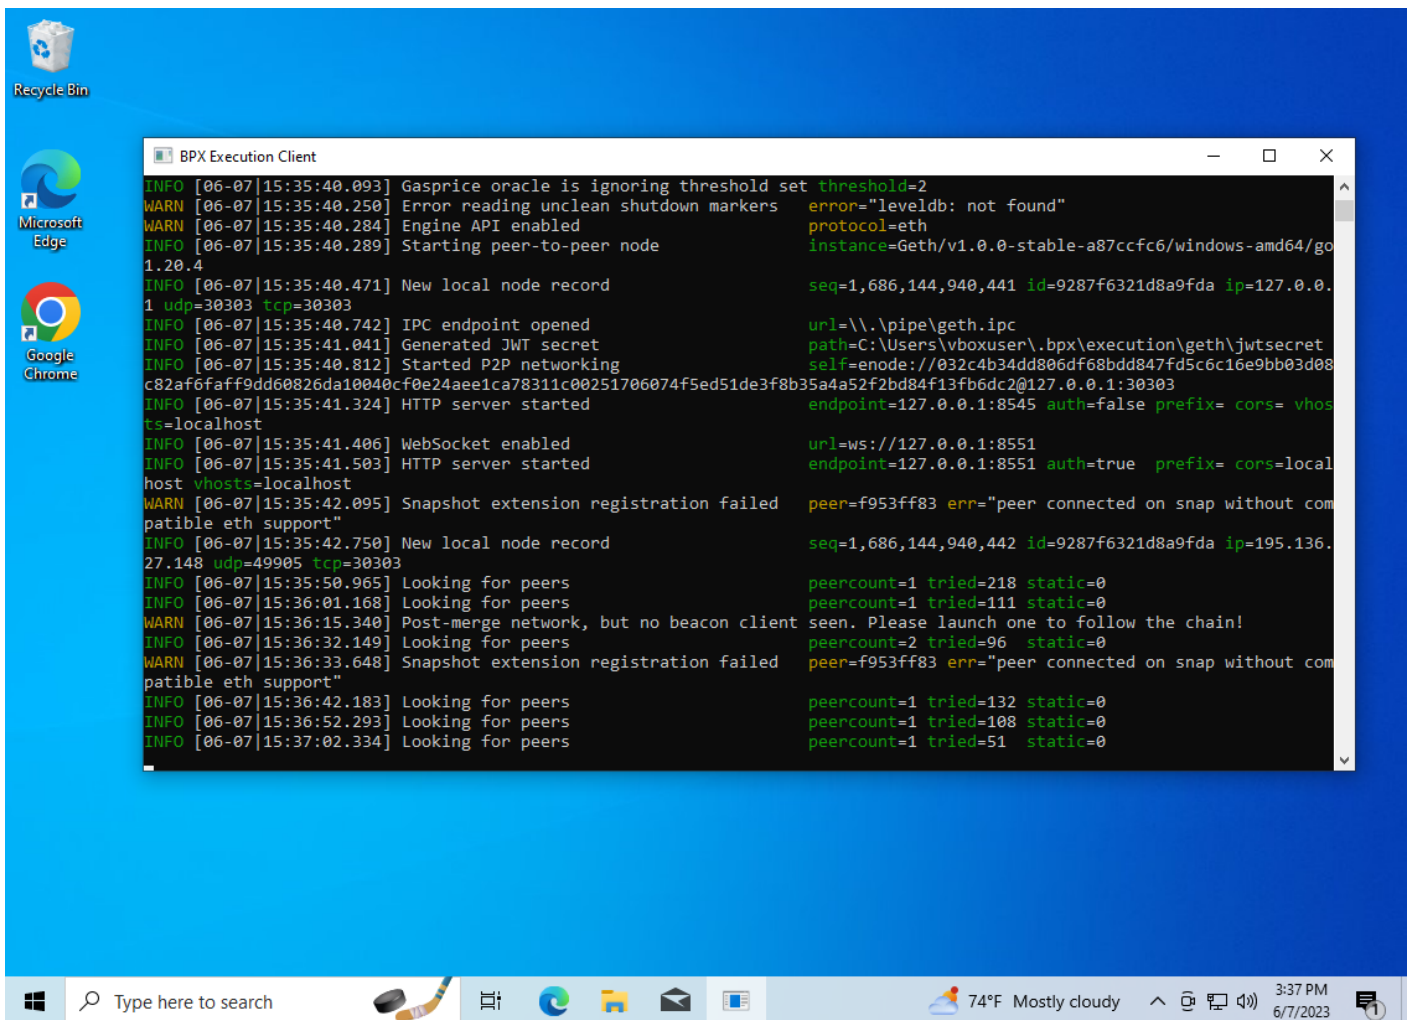 Recycle Bin
Microsoft
Edge
Google
Chrome
BPX Execution Client
INFO [06-07|15:35:40.093] Gasprice oracle is ignoring threshold set threshold=2
WARN [06-07|15:35:40.250] Error reading unclean shutdown markers error="leveldb: not found"
WARN [06-07|15:35:40.284] Engine API enabled protocol=eth
INFO [06-07|15:35:40.289] Starting peer-to-peer node instance=Geth/v1.0.0-stable-a87ccfc6/windows-amd64/go
1.20.4
INFO [06-07|15:35:40.471] New local node record seq=1,686,144,940,441 id=9287f6321d8a9fda ip=127.0.0.
1 udp=30303 tcp=30303
INFO [06-07|15:35:40.742] IPC endpoint opened url=\\.\pipe\geth.ipc
INFO [06-07|15:35:41.041] Generated JWT secret path=C:\Users\vboxuser\.bpx\execution\geth\jwtsecret
INFO [06-07|15:35:40.812] Started P2P networking self=enode://032c4b34dd806df68bdd847fd5c6c16e9bb03d08
c82af6faff9dd60826da10040cf0e24aee1ca78311c00251706074f5ed51de3f8b35a4a52f2bd84f13fb6dc2@127.0.0.1:30303
INFO [06-07|15:35:41.324] HTTP server started endpoint=127.0.0.1:8545 auth=false prefix= cors= vhos
ts=localhost
INFO [06-07|15:35:41.406] WebSocket enabled url=ws://127.0.0.1:8551
INFO [06-07|15:35:41.503] HTTP server started endpoint=127.0.0.1:8551 auth=true prefix= cors=local
host vhosts=localhost
WARN [06-07|15:35:42.095] Snapshot extension registration failed peer=f953ff83 err="peer connected on snap without com
patible eth support"
INFO [06-07|15:35:42.750] New local node record seq=1,686,144,940,442 id=9287f6321d8a9fda ip=195.136.
27.148 udp=49905 tcp=30303
INFO [06-07|15:35:50.965] Looking for peers peercount=1 tried=218 static=0
INFO [06-07|15:36:01.168] Looking for peers peercount=1 tried=111 static=0
WARN [06-07|15:36:15.340] Post-merge network, but no beacon client seen. Please launch one to follow the chain!
INFO [06-07|15:36:32.149] Looking for peers peercount=2 tried=96 static=0
WARN [06-07|15:36:33.648] Snapshot extension registration failed peer=f953ff83 err="peer connected on snap without com
patible eth support"
INFO [06-07|15:36:42.183] Looking for peers peercount=1 tried=132 static=0
INFO [06-07|15:36:52.293] Looking for peers peercount=1 tried=108 static=0
INFO [06-07|15:37:02.334] Looking for peers peercount=1 tried=51 static=0
Type here to search
74°F Mostly cloudy
3:37 PM
6/7/2023
1